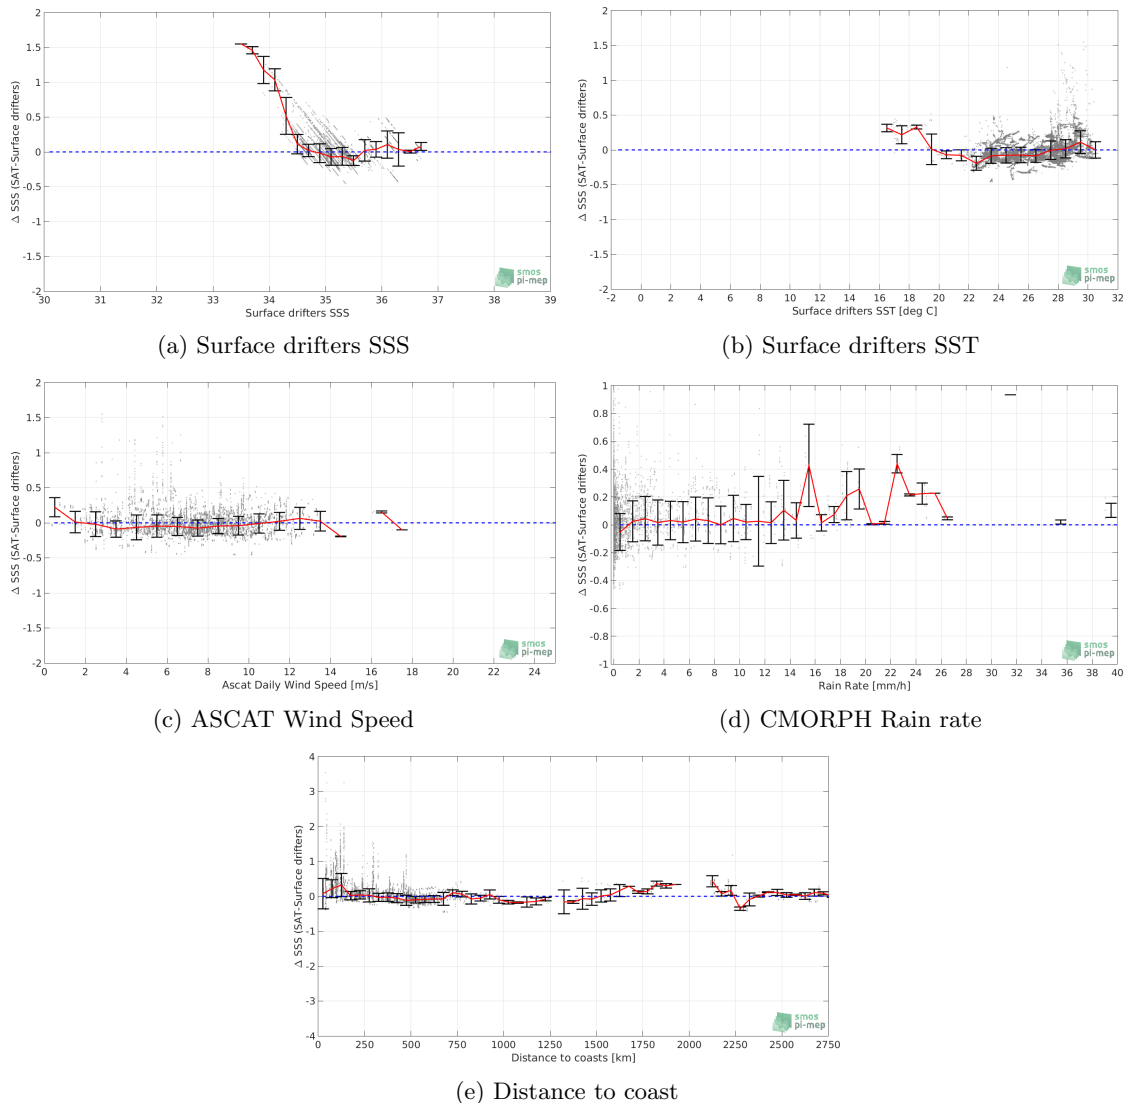 2
1.5
1
0.5
0
-0.5
-1
-1.5
-2
Δ SSS (SAT-Surface drifters)
30 31 32 33 34 35 36 37 38 39
Surface drifters SSS
smos
pi-mep
(a) Surface drifters SSS
2
1.5
1
0.5
0
-0.5
-1
-1.5
-2
Δ SSS (SAT-Surface drifters)
-2 0 2 4 6 8 10 12 14 16 18 20 22 24 26 28 30 32
Surface drifters SST [deg C]
smos
pi-mep
(b) Surface drifters SST
2
1.5
1
0.5
0
-0.5
-1
-1.5
-2
Δ SSS (SAT-Surface drifters)
0 2 4 6 8 10 12 14 16 18 20 22 24
Ascat Daily Wind Speed [m/s]
smos
pi-mep
(c) ASCAT Wind Speed
1
0.8
0.6
0.4
0.2
0
-0.2
-0.4
-0.6
-0.8
-1
Δ SSS (SAT-Surface drifters)
0 2 4 6 8 10 12 14 16 18 20 22 24 26 28 30 32 34 36 38 40
Rain Rate [mm/h]
smos
pi-mep
(d) CMORPH Rain rate
4
3
2
1
0
-1
-2
-3
-4
Δ SSS (SAT-Surface drifters)
0 250 500 750 1000 1250 1500 1750 2000 2250 2500 2750
Distance to coasts [km]
smos
pi-mep
(e) Distance to coast